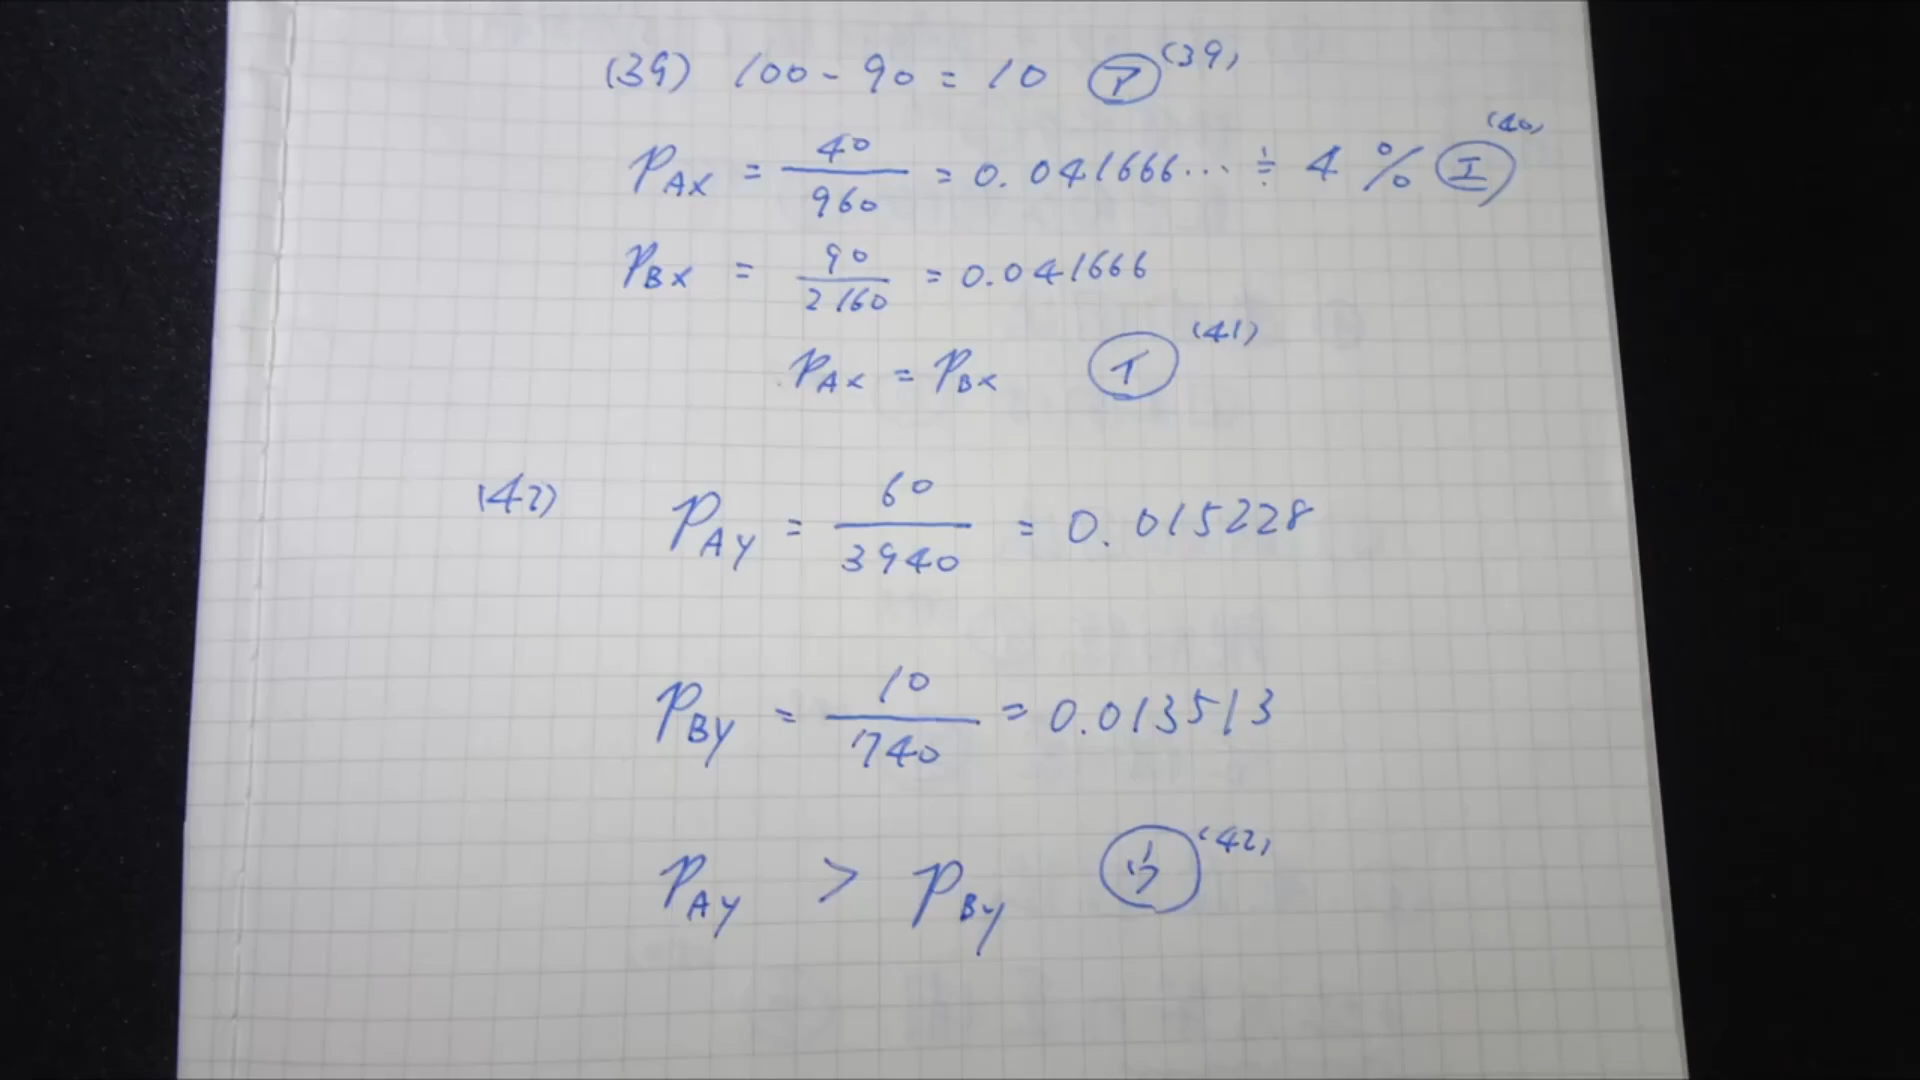 (39) 100 - 90 = 10 ア (39)
P_AX = 40/960 = 0.041666... ≒ 4% エ (40)
P_BX = 90/2160 = 0.041666
P_AX = P_BX イ (41)
(42) P_AY = 60/3940 = 0.015228
P_BY = 10/740 = 0.013513
P_AY > P_BY う (42)